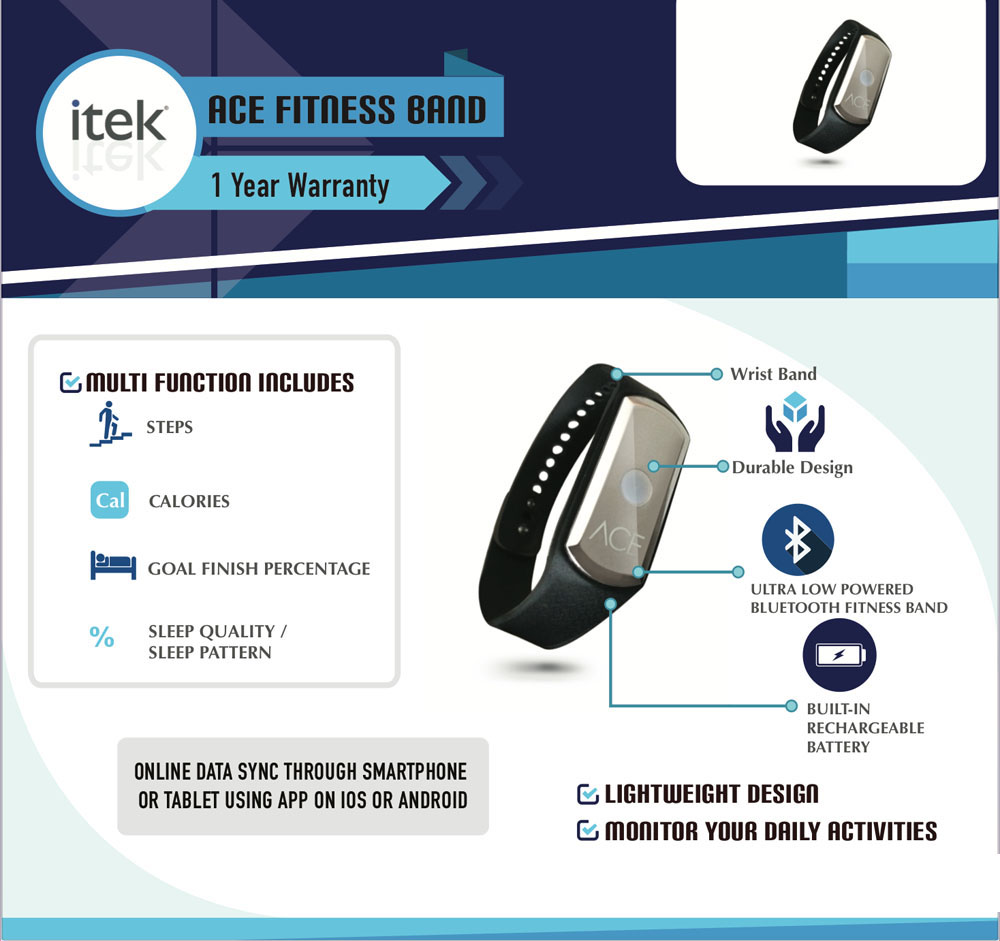 itek®
ACE FITNESS BAND
1 Year Warranty
ACE
MULTI FUNCTION INCLUDES
STEPS
Cal
CALORIES
GOAL FINISH PERCENTAGE
%
SLEEP QUALITY /
SLEEP PATTERN
ACE
Wrist Band
Durable Design
ULTRA LOW POWERED
BLUETOOTH FITNESS BAND
BUILT-IN
RECHARGEABLE
BATTERY
ONLINE DATA SYNC THROUGH SMARTPHONE
OR TABLET USING APP ON IOS OR ANDROID
LIGHTWEIGHT DESIGN
MONITOR YOUR DAILY ACTIVITIES